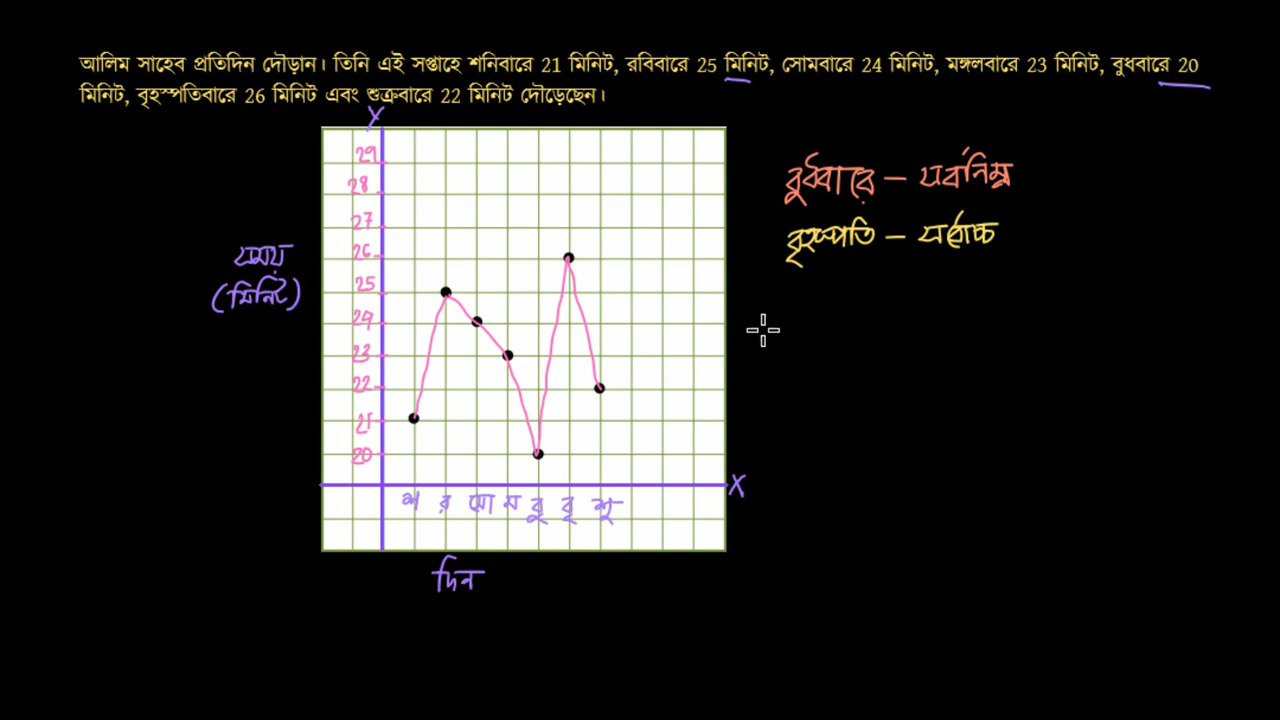 আলিম সাহেব প্রতিদিন দৌড়ান। তিনি এই সপ্তাহে শনিবারে 21 মিনিট, রবিবারে 25 মিনিট, সোমবারে 24 মিনিট, মঙ্গলবারে 23 মিনিট, বুধবারে 20
মিনিট, বৃহস্পতিবারে 26 মিনিট এবং শুক্রবারে 22 মিনিট দৌড়েছেন।
Y
29
28
27
26
25
24
23
22
21
20
সময়
(মিনিট)
বুধবারে - সর্বনিম্ন
বৃহস্পতি - সর্বোচ্চ
X
শ র সো ম বু বৃ শু
দিন